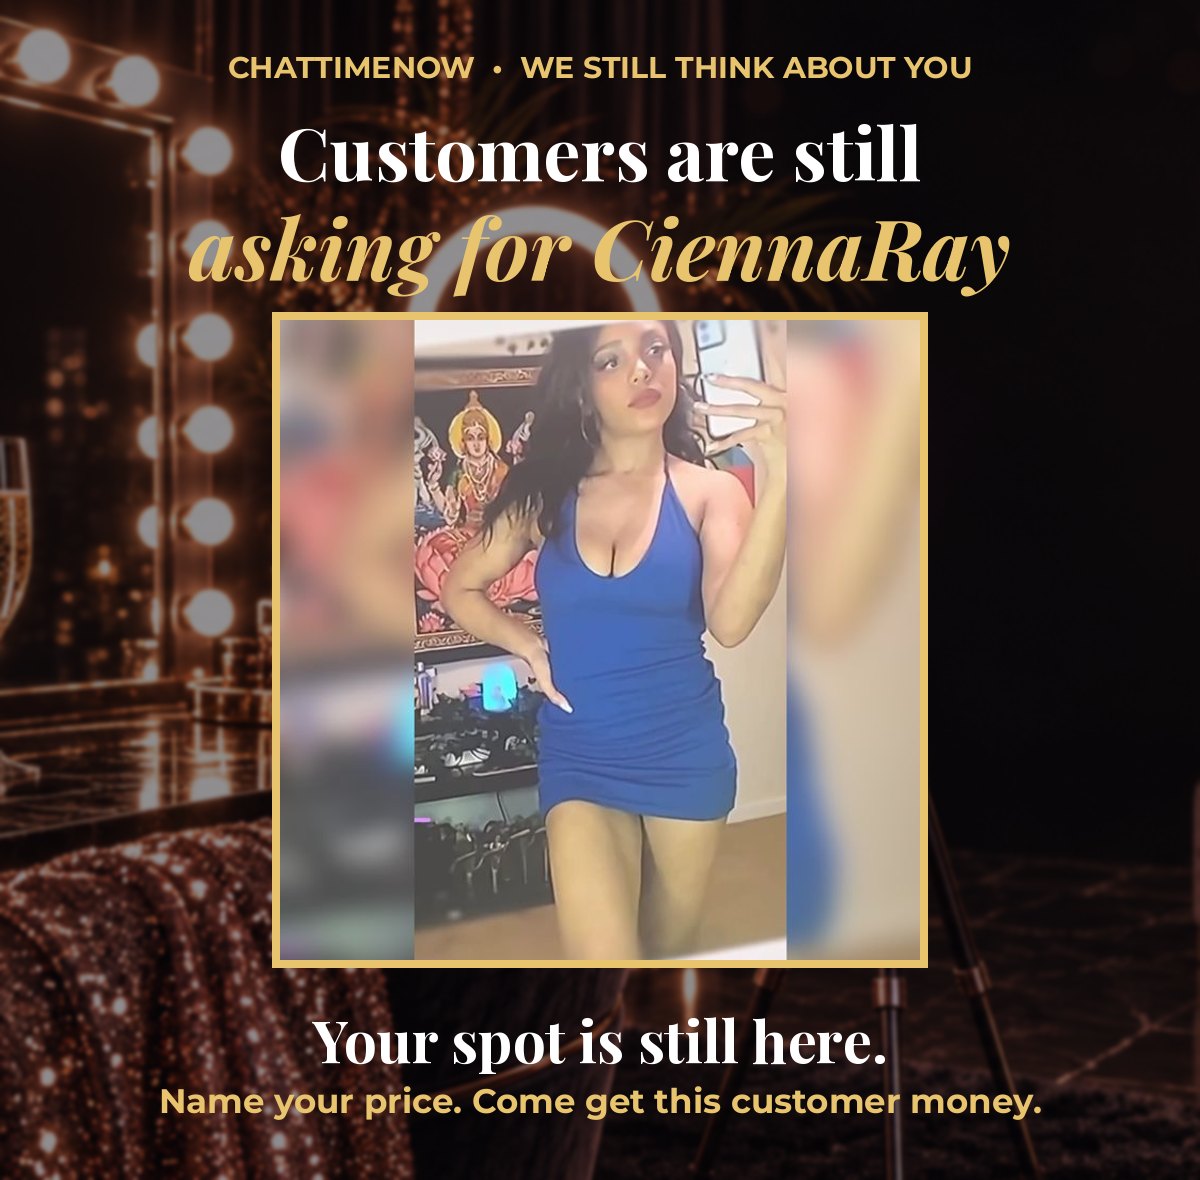 CHATTIMENOW • WE STILL THINK ABOUT YOU
Customers are still
asking for CiennaRay
Your spot is still here.
Name your price. Come get this customer money.